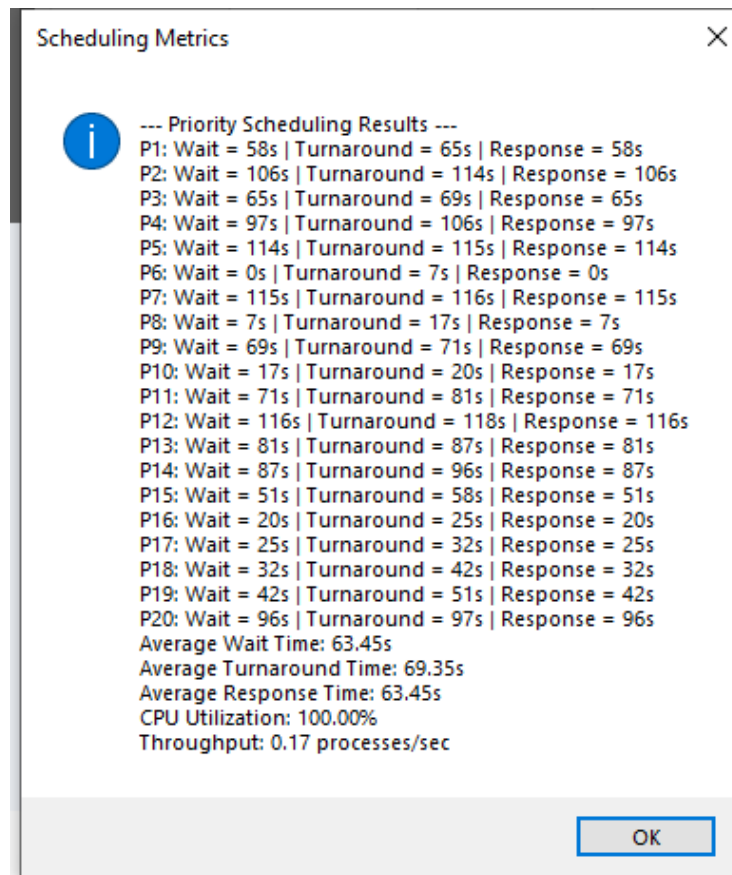 Scheduling Metrics
--- Priority Scheduling Results ---
P1: Wait = 58s | Turnaround = 65s | Response = 58s
P2: Wait = 106s | Turnaround = 114s | Response = 106s
P3: Wait = 65s | Turnaround = 69s | Response = 65s
P4: Wait = 97s | Turnaround = 106s | Response = 97s
P5: Wait = 114s | Turnaround = 115s | Response = 114s
P6: Wait = 0s | Turnaround = 7s | Response = 0s
P7: Wait = 115s | Turnaround = 116s | Response = 115s
P8: Wait = 7s | Turnaround = 17s | Response = 7s
P9: Wait = 69s | Turnaround = 71s | Response = 69s
P10: Wait = 17s | Turnaround = 20s | Response = 17s
P11: Wait = 71s | Turnaround = 81s | Response = 71s
P12: Wait = 116s | Turnaround = 118s | Response = 116s
P13: Wait = 81s | Turnaround = 87s | Response = 81s
P14: Wait = 87s | Turnaround = 96s | Response = 87s
P15: Wait = 51s | Turnaround = 58s | Response = 51s
P16: Wait = 20s | Turnaround = 25s | Response = 20s
P17: Wait = 25s | Turnaround = 32s | Response = 25s
P18: Wait = 32s | Turnaround = 42s | Response = 32s
P19: Wait = 42s | Turnaround = 51s | Response = 42s
P20: Wait = 96s | Turnaround = 97s | Response = 96s
Average Wait Time: 63.45s
Average Turnaround Time: 69.35s
Average Response Time: 63.45s
CPU Utilization: 100.00%
Throughput: 0.17 processes/sec
OK